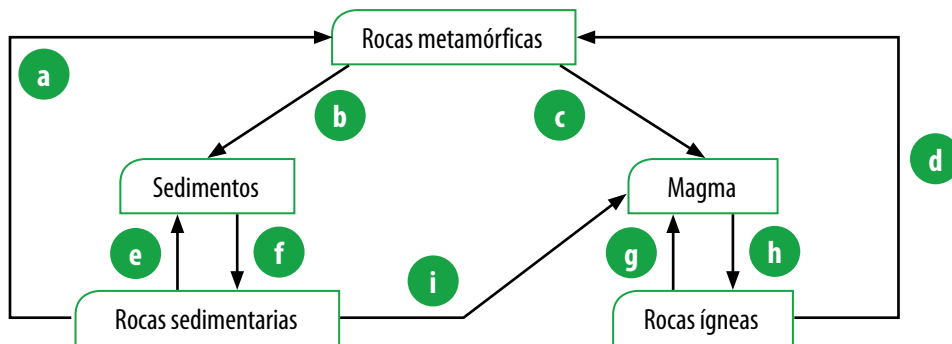 Rocas metamórficas
a
b
c
d
Sedimentos
Magma
e
f
i
g
h
Rocas sedimentarias
Rocas ígneas